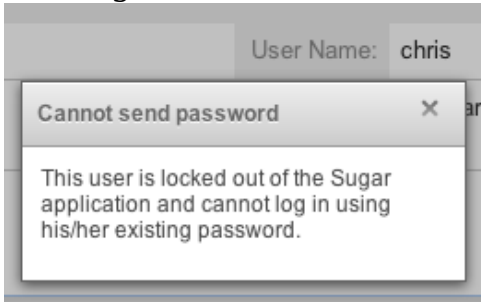 User Name: chris
Cannot send password
ar
This user is locked out of the Sugar
application and cannot log in using
his/her existing password.